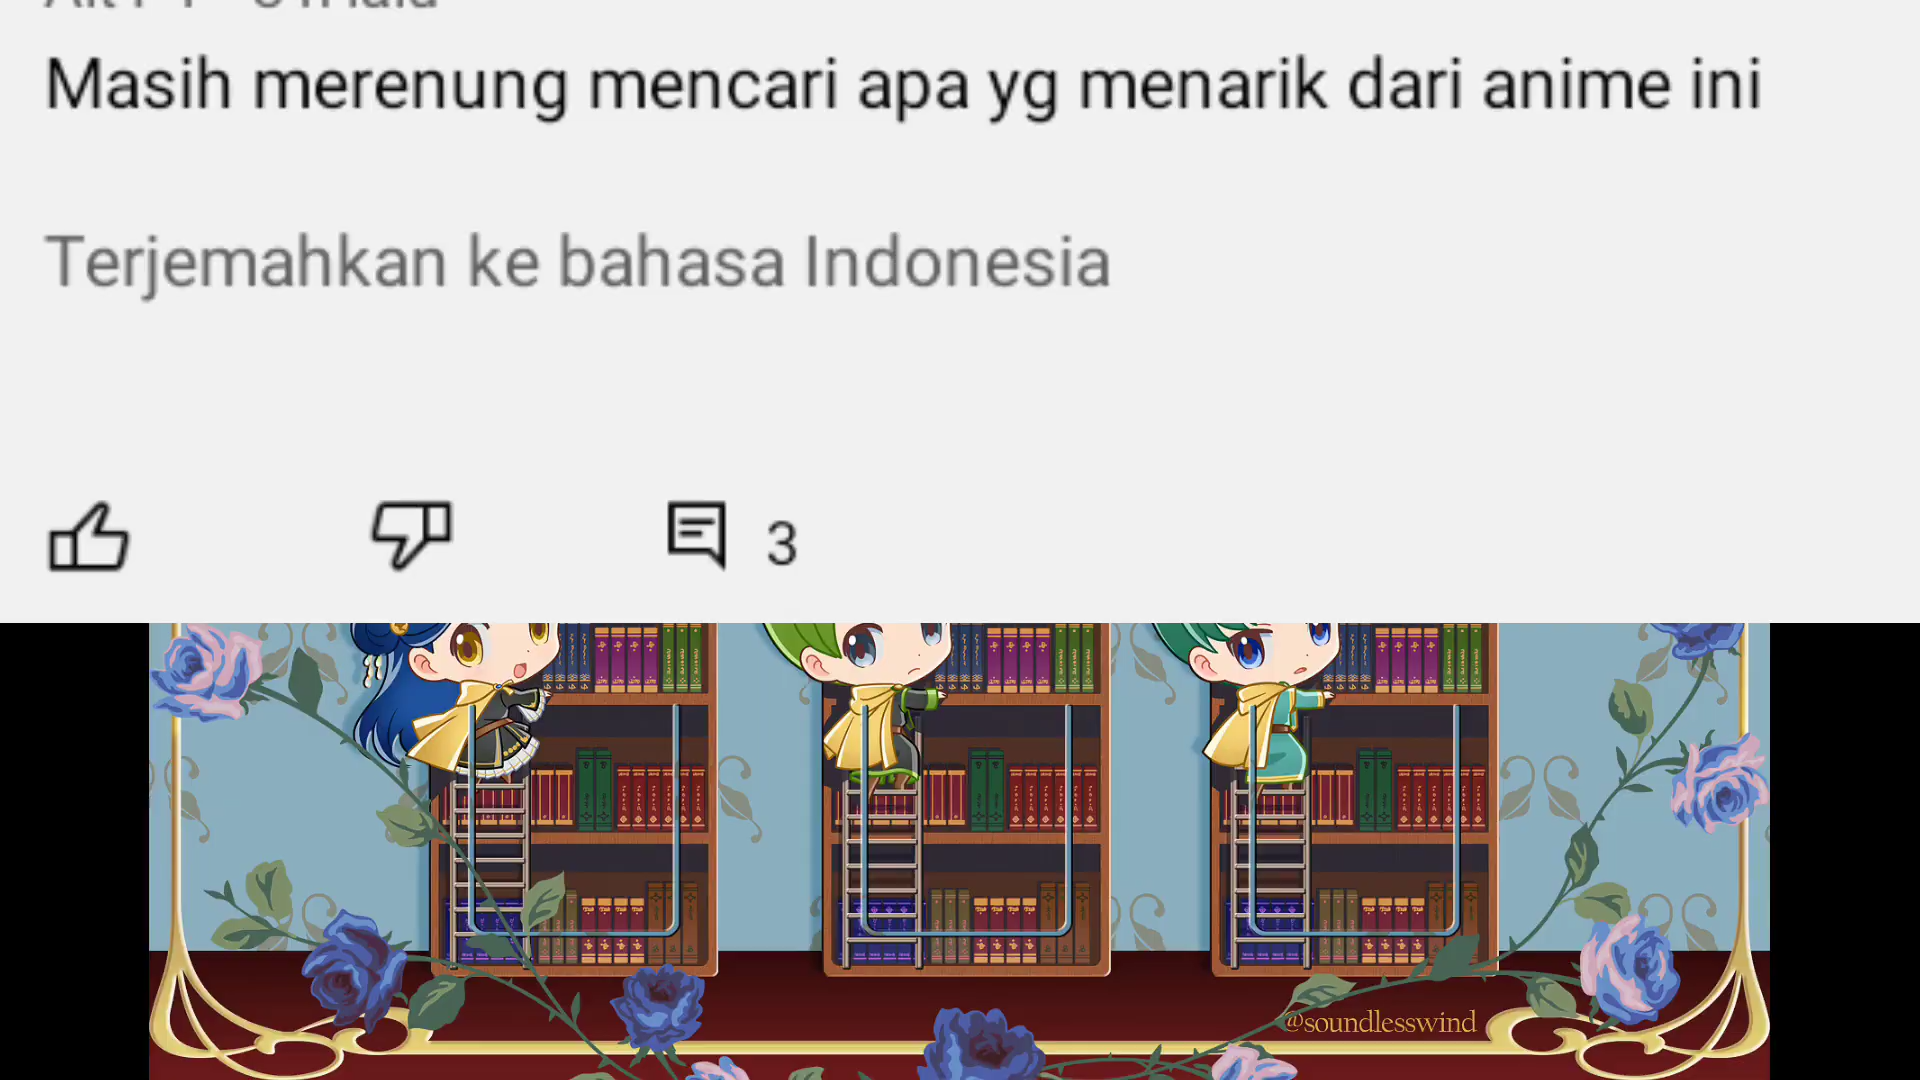 Masih merenung mencari apa yg menarik dari anime ini
Terjemahkan ke bahasa Indonesia
3
@soundlesswind